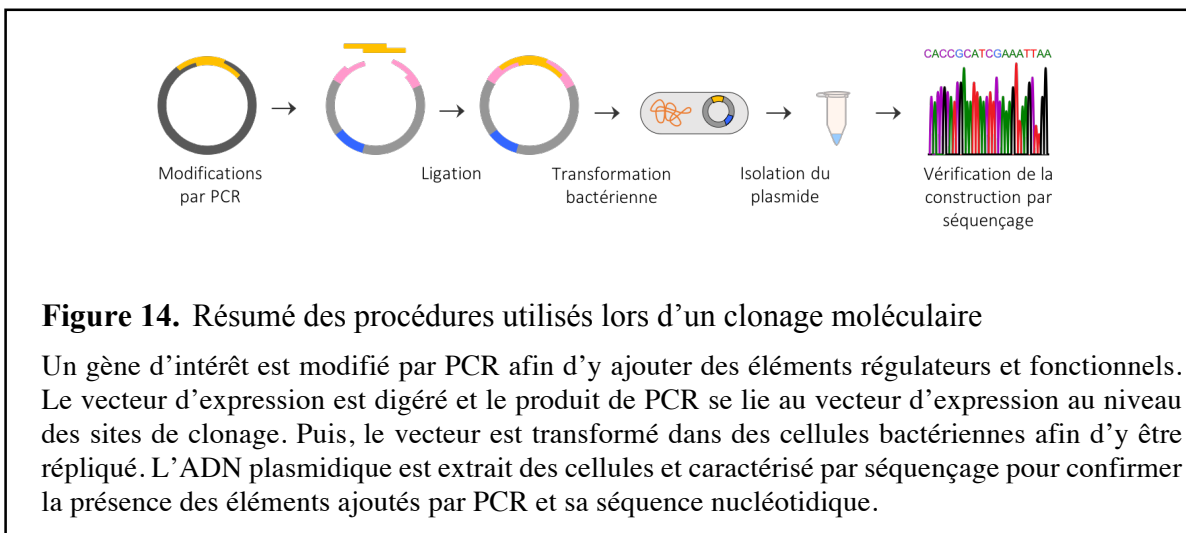 CACCGCATCGAAATTAA
Modifications
par PCR
Ligation
Transformation
bactérienne
Isolation du
plasmide
Vérification de la
construction par
séquençage
Figure 14. Résumé des procédures utilisés lors d’un clonage moléculaire
Un gène d’intérêt est modifié par PCR afin d’y ajouter des éléments régulateurs et fonctionnels.
Le vecteur d’expression est digéré et le produit de PCR se lie au vecteur d’expression au niveau
des sites de clonage. Puis, le vecteur est transformé dans des cellules bactériennes afin d’y être
répliqué. L’ADN plasmidique est extrait des cellules et caractérisé par séquençage pour confirmer
la présence des éléments ajoutés par PCR et sa séquence nucléotidique.